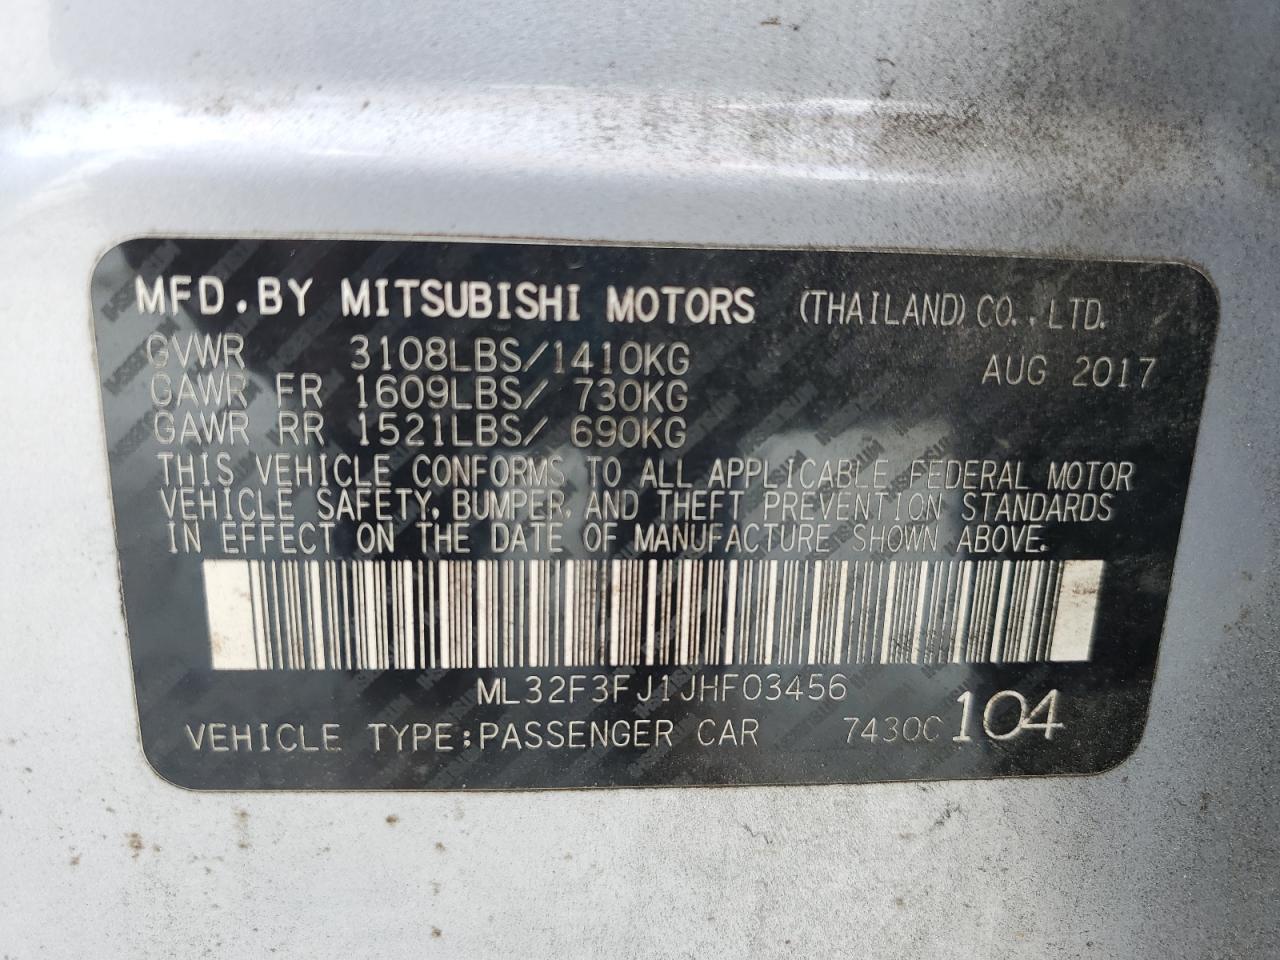 MFD.BY MITSUBISHI MOTORS (THAILAND) CO.,LTD.
GVWR 3108LBS/1410KG AUG 2017
GAWR FR 1609LBS/ 730KG
GAWR RR 1521LBS/ 690KG
THIS VEHICLE CONFORMS TO ALL APPLICABLE FEDERAL MOTOR
VEHICLE SAFETY, BUMPER, AND THEFT PREVENTION STANDARDS
IN EFFECT ON THE DATE OF MANUFACTURE SHOWN ABOVE.
ML32F3FJ1JHF03456
VEHICLE TYPE:PASSENGER CAR 7430C 104